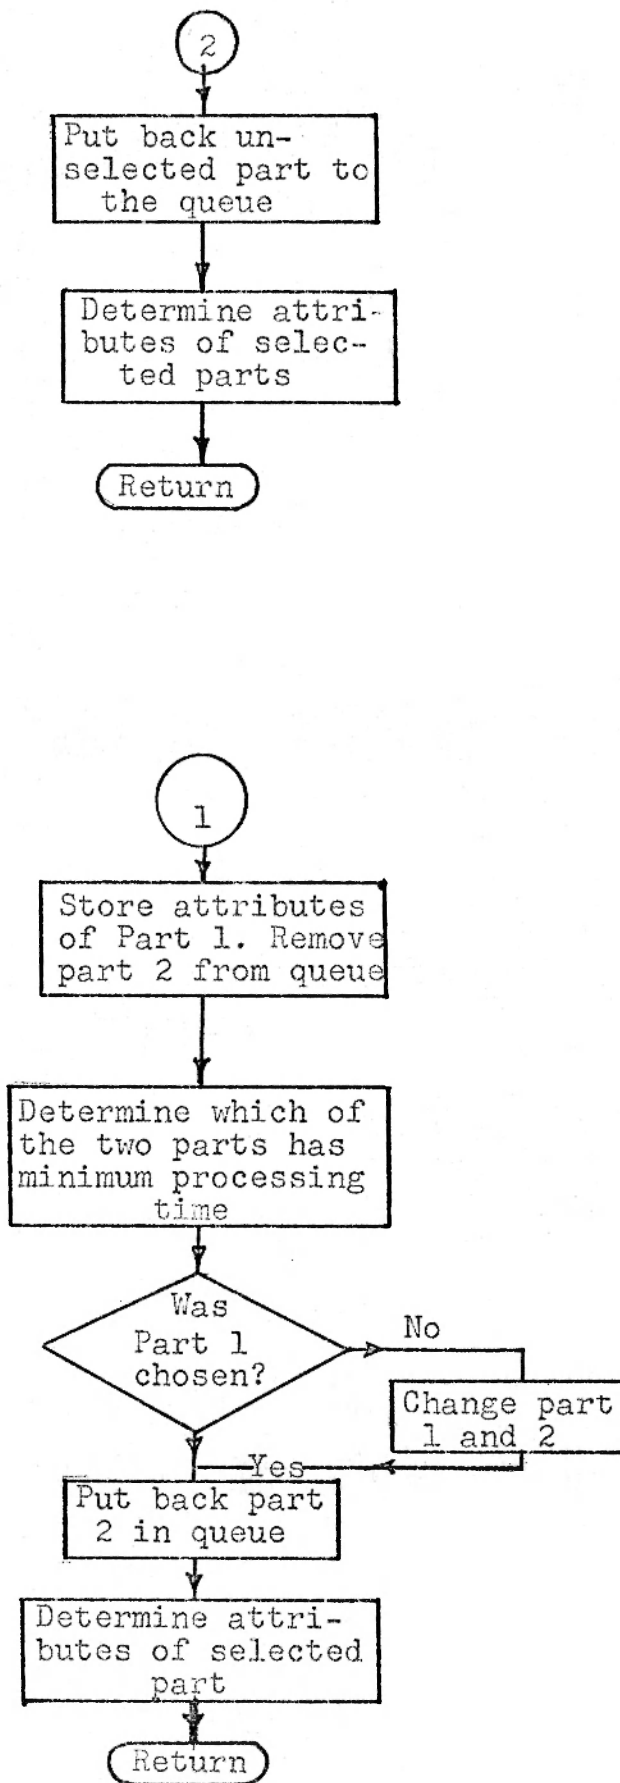 2
Put back un-
selected part to
the queue
Determine attri-
butes of selec-
ted parts
Return
1
Store attributes
of Part 1. Remove
part 2 from queue
Determine which of
the two parts has
minimum processing
time
Was
Part 1
chosen?
No
Change part
1 and 2
Yes
Put back part
2 in queue
Determine attri-
butes of selected
part
Return